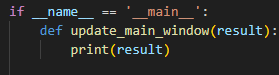 if __name__ == '__main__':
    def update_main_window(result):
        print(result)